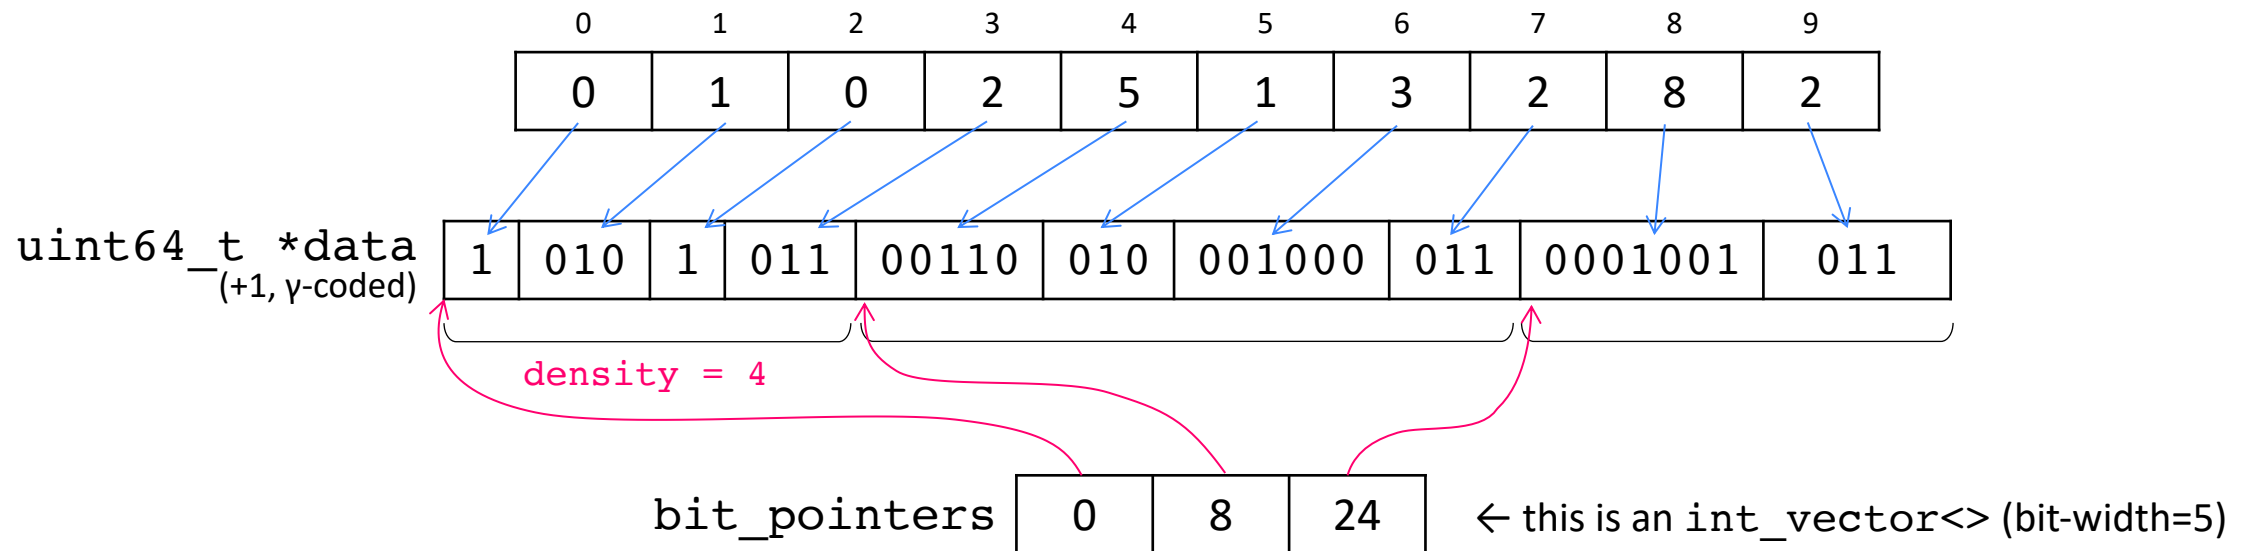 0 1 2 3 4 5 6 7 8 9
0 1 0 2 5 1 3 2 8 2
uint64_t *data 1 010 1 011 00110 010 001000 011 0001001 011
(+1, γ-coded)
density = 4
bit_pointers 0 8 24 ← this is an int_vector<> (bit-width=5)